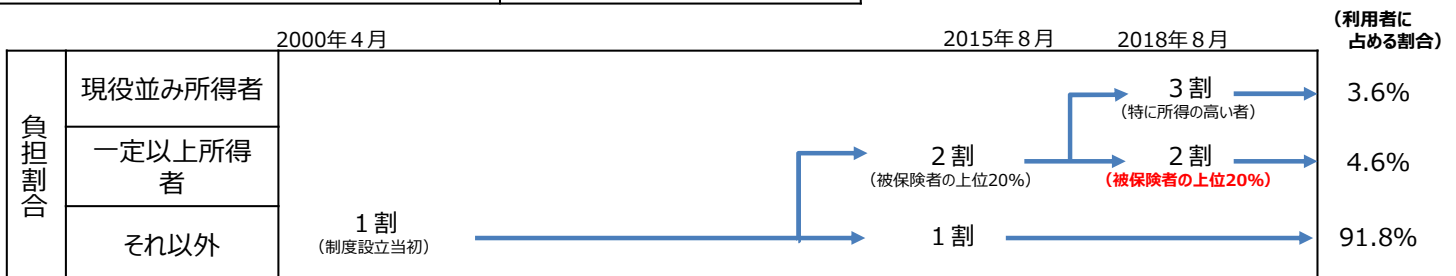 （利用者に
占める割合）
2000年４月
2015年８月
2018年８月
負担割合
現役並み所得者
３割
（特に所得の高い者）
3.6%
一定以上所得
者
２割
（被保険者の上位20%）
２割
（被保険者の上位20%）
4.6%
それ以外
１割
（制度設立当初）
１割
91.8%